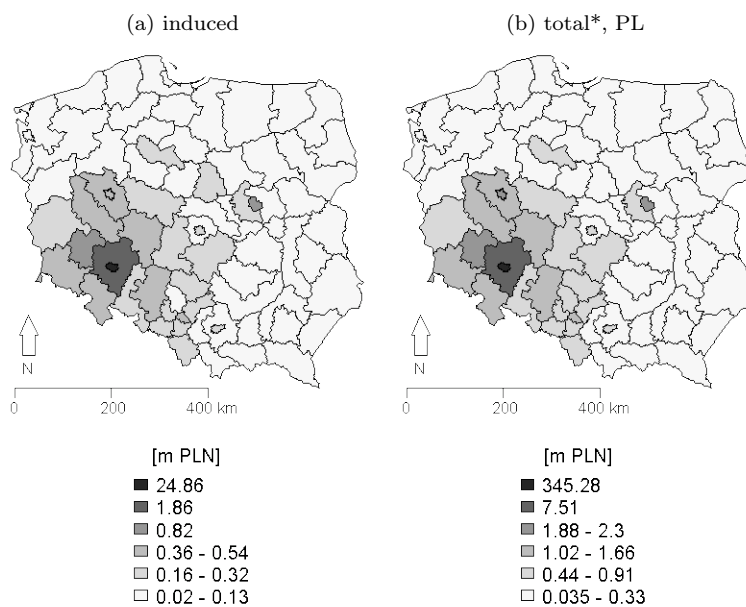 (a) induced
(b) total*, PL
N
0 200 400 km
N
0 200 400 km
[m PLN]
24.86
1.86
0.82
0.36 - 0.54
0.16 - 0.32
0.02 - 0.13
[m PLN]
345.28
7.51
1.88 - 2.3
1.02 - 1.66
0.44 - 0.91
0.035 - 0.33